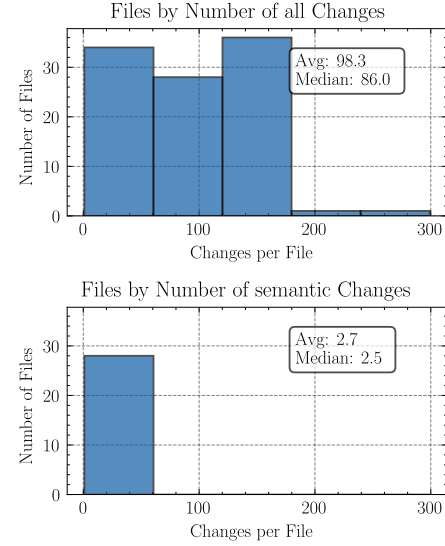 Files by Number of all Changes
Avg: 98.3
Median: 86.0
30
20
10
0
Number of Files
0 100 200 300
Changes per File
Files by Number of semantic Changes
Avg: 2.7
Median: 2.5
30
20
10
0
Number of Files
0 100 200 300
Changes per File